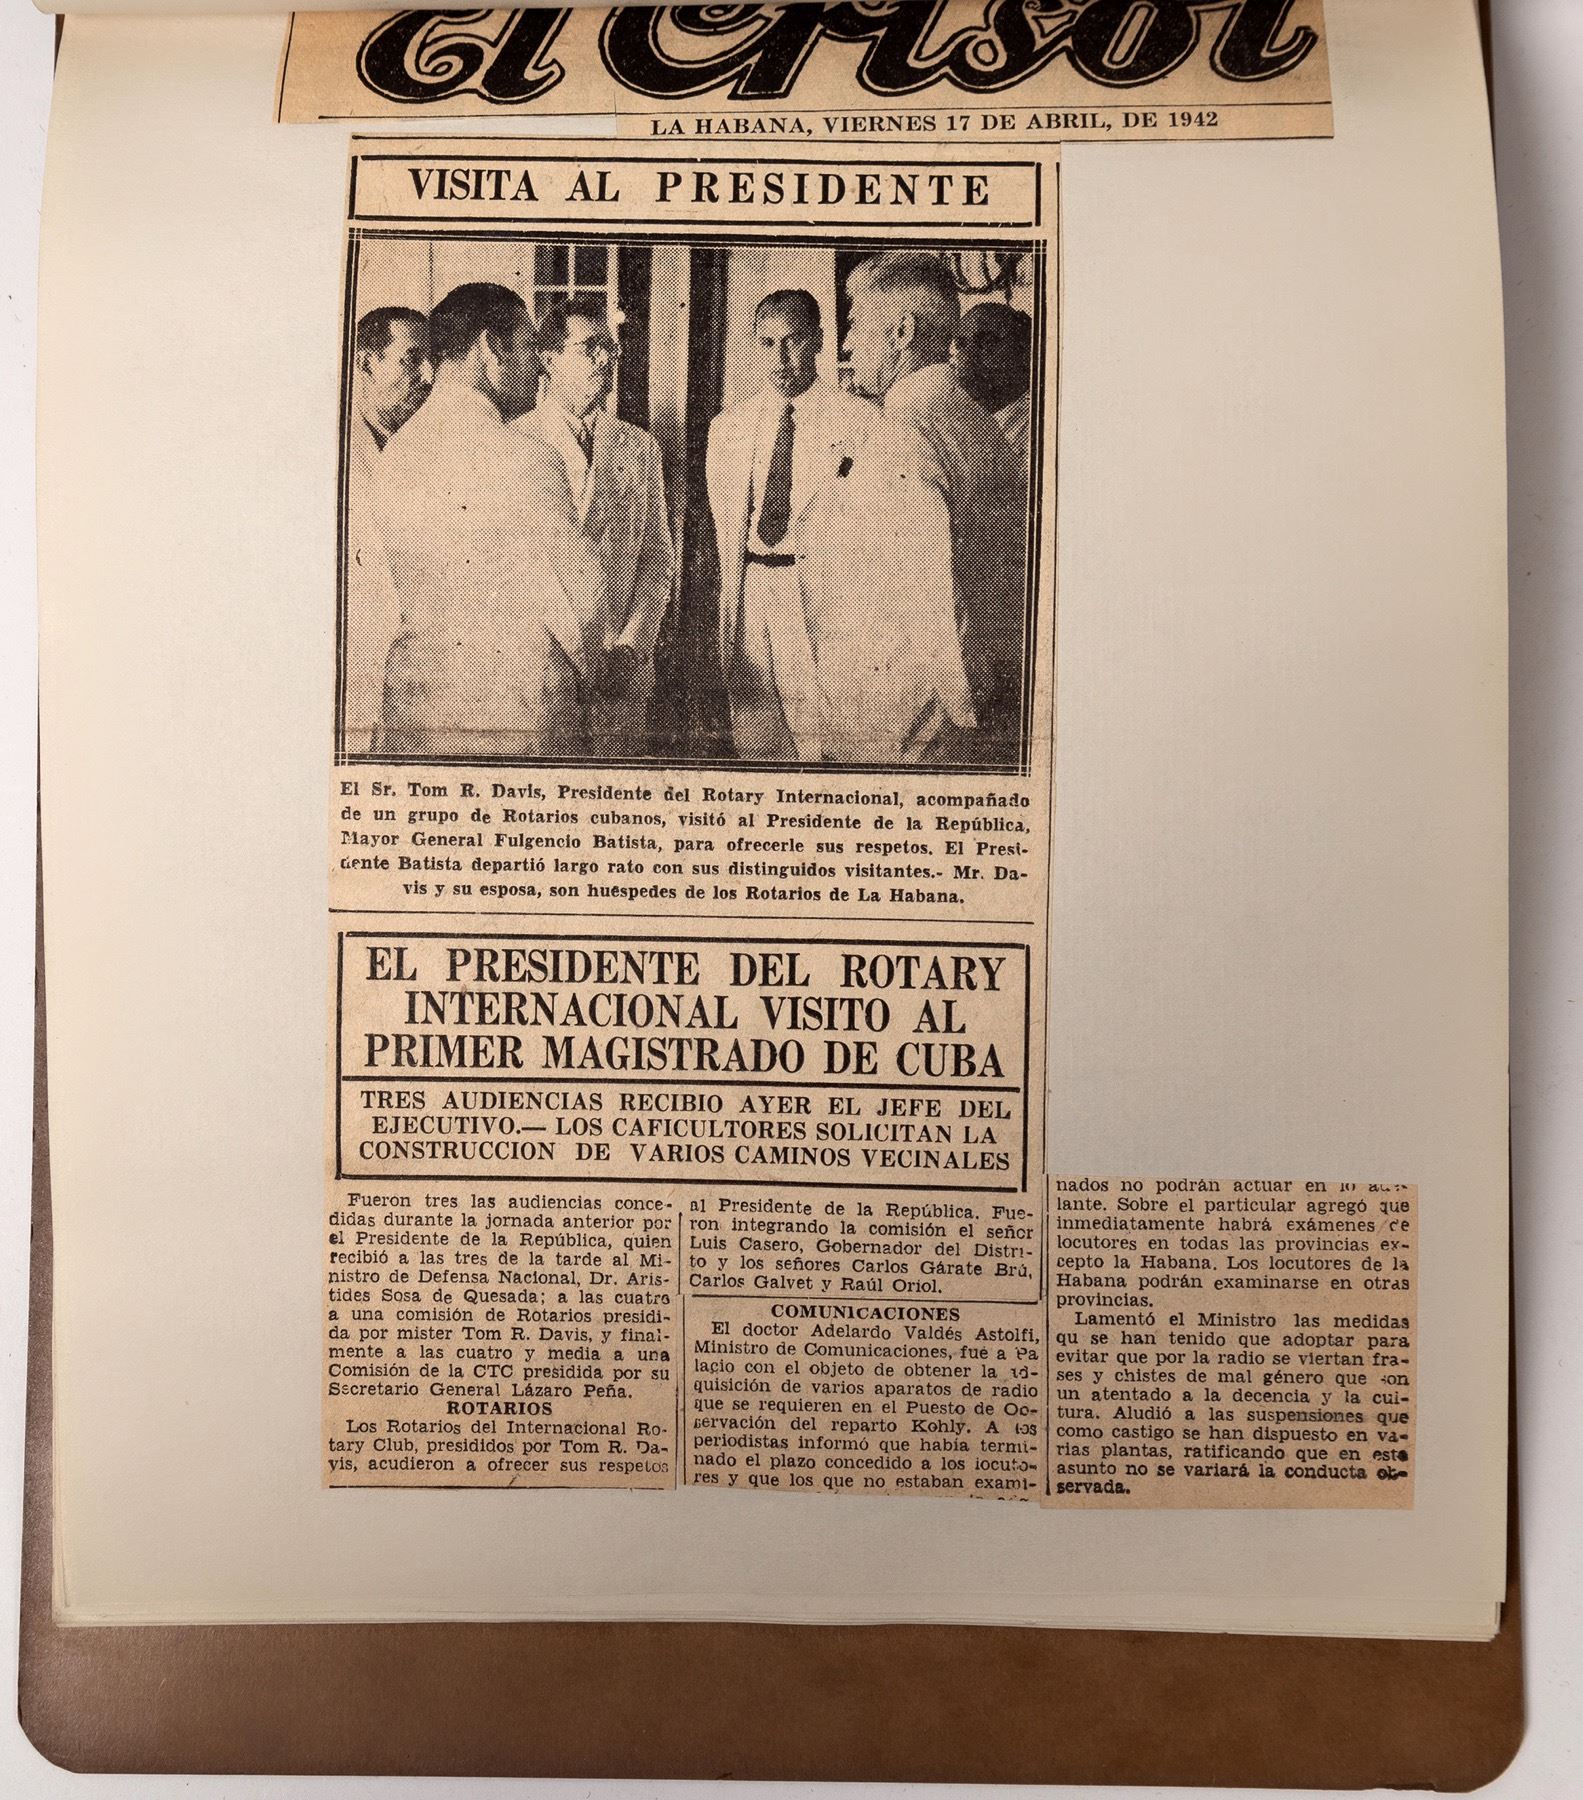 El Crisol
LA HABANA, VIERNES 17 DE ABRIL, DE 1942
VISITA AL PRESIDENTE
El Sr. Tom R. Davis, Presidente del Rotary Internacional, acompañado
de un grupo de Rotarios cubanos, visitó al Presidente de la República,
Mayor General Fulgencio Batista, para ofrecerle sus respetos. El Presi-
dente Batista departió largo rato con sus distinguidos visitantes.- Mr. Da-
vis y su esposa, son huéspedes de los Rotarios de La Habana.
EL PRESIDENTE DEL ROTARY
INTERNACIONAL VISITO AL
PRIMER MAGISTRADO DE CUBA
TRES AUDIENCIAS RECIBIO AYER EL JEFE DEL
EJECUTIVO.— LOS CAFICULTORES SOLICITAN LA
CONSTRUCCION DE VARIOS CAMINOS VECINALES
Fueron tres las audiencias conce-
didas durante la jornada anterior por
el Presidente de la República, quien
recibió a las tres de la tarde al Mi-
nistro de Defensa Nacional, Dr. Aris-
tides Sosa de Quesada; a las cuatro
a una comisión de Rotarios presidi-
da por mister Tom R. Davis, y final-
mente a las cuatro y media a una
Comisión de la CTC presidida por su
Secretario General Lázaro Peña.
ROTARIOS
Los Rotarios del Internacional Ro-
tary Club, presididos por Tom R. Da-
vis, acudieron a ofrecer sus respetos
al Presidente de la República. Fue-
ron integrando la comisión el señor
Luis Casero, Gobernador del Distri-
to y los señores Carlos Gárate Brú,
Carlos Galvet y Raúl Oriol.
COMUNICACIONES
El doctor Adelardo Valdés Astolfi,
Ministro de Comunicaciones, fué a Pa
lacio con el objeto de obtener la ad-
quisición de varios aparatos de radio
que se requieren en el Puesto de Ob-
servación del reparto Kohly. A los
periodistas informó que había termi-
nado el plazo concedido a los locuto-
res y que los que no estaban exami-
nados no podrán actuar en lo ade-
lante. Sobre el particular agregó que
inmediatamente habrá exámenes de
locutores en todas las provincias ex-
cepto la Habana. Los locutores de la
Habana podrán examinarse en otras
provincias.
Lamentó el Ministro las medidas
qu se han tenido que adoptar para
evitar que por la radio se viertan fra-
ses y chistes de mal género que son
un atentado a la decencia y la cul-
tura. Aludió a las suspensiones que
como castigo se han dispuesto en va-
rias plantas, ratificando que en este
asunto no se variará la conducta ob-
servada.